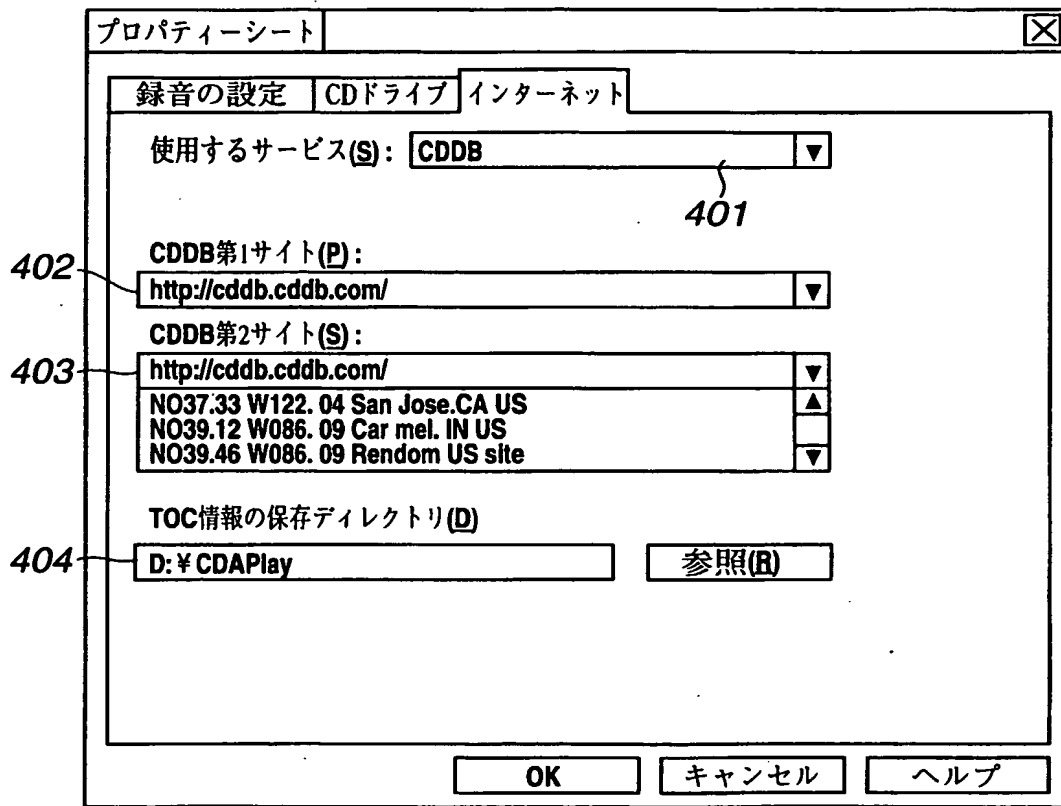 プロパティーシート
録音の設定 CDドライブ インターネット
使用するサービス(S): CDDB ▼
401
CDDB第1サイト(P):
402
http://cddb.cddb.com/ ▼
CDDB第2サイト(S):
403
http://cddb.cddb.com/ ▼
NO37.33 W122. 04 San Jose.CA US ▲
NO39.12 W086. 09 Car mel. IN US
NO39.46 W086. 09 Rendom US site ▼
TOC情報の保存ディレクトリ(D)
404
D:¥CDAPlay 参照(R)
OK キャンセル ヘルプ